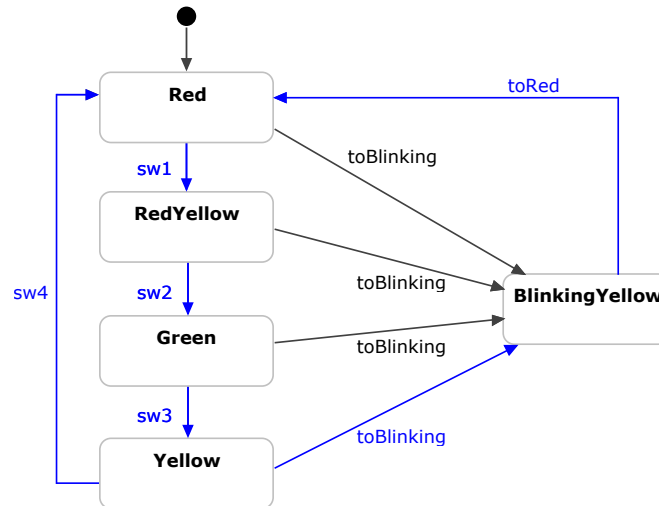 Red
toRed
toBlinking
sw1
RedYellow
toBlinking
BlinkingYellow
sw4
sw2
Green
toBlinking
sw3
toBlinking
Yellow